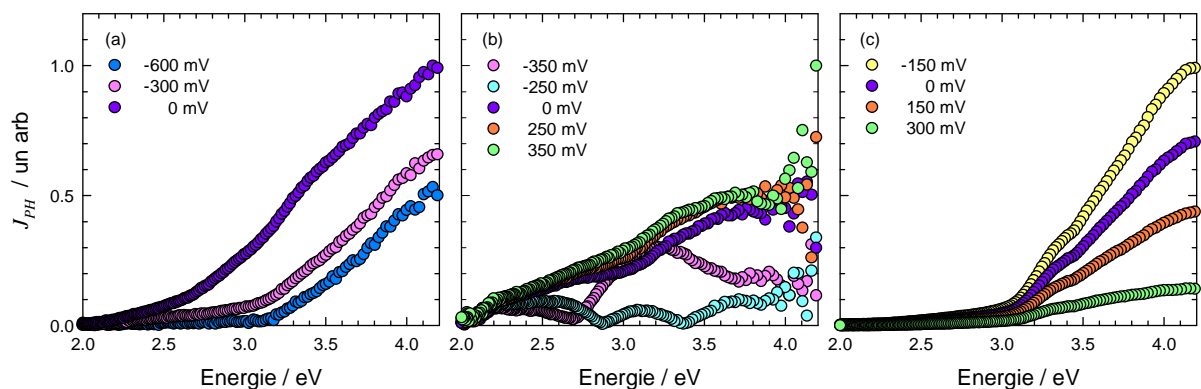 (a)
-600 mV
-300 mV
0 mV
(b)
-350 mV
-250 mV
0 mV
250 mV
350 mV
(c)
-150 mV
0 mV
150 mV
300 mV
J_PH / un arb
1.0
0.5
0.0
2.0 2.5 3.0 3.5 4.0
2.0 2.5 3.0 3.5 4.0
2.0 2.5 3.0 3.5 4.0
Energie / eV
Energie / eV
Energie / eV